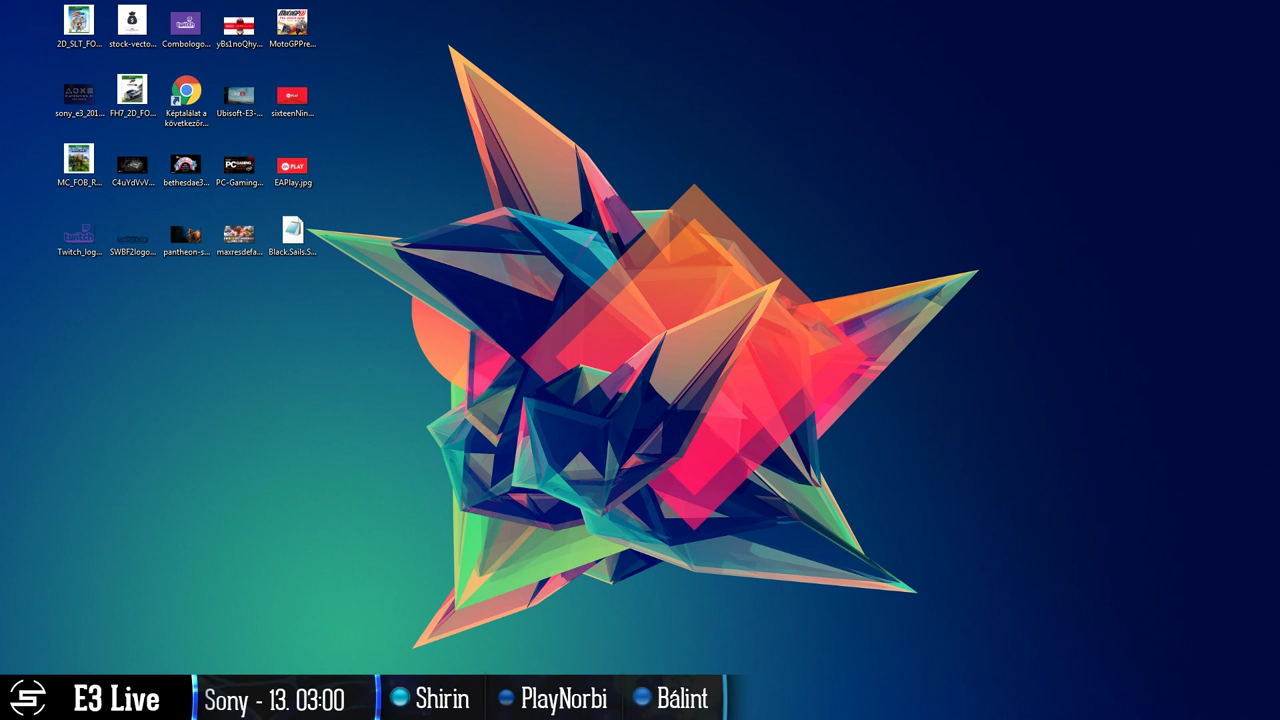 2D_SLT_FO...
stock-vecto...
Combologo...
yBs1noQhy...
MotoGPPre...
sony_e3_201...
FH7_2D_FO...
Képtalálat a
következőr...
Ubisoft-E3-...
sixteenNin...
MC_FOB_R...
C4uYdVvV...
bethesdae3...
PC-Gaming...
EAPlay.jpg
Twitch_log...
SWBF2logo...
pantheon-s...
maxresdefa...
Black.Sails.S...
E3 Live
Sony - 13. 03:00
Shirin
PlayNorbi
Bálint